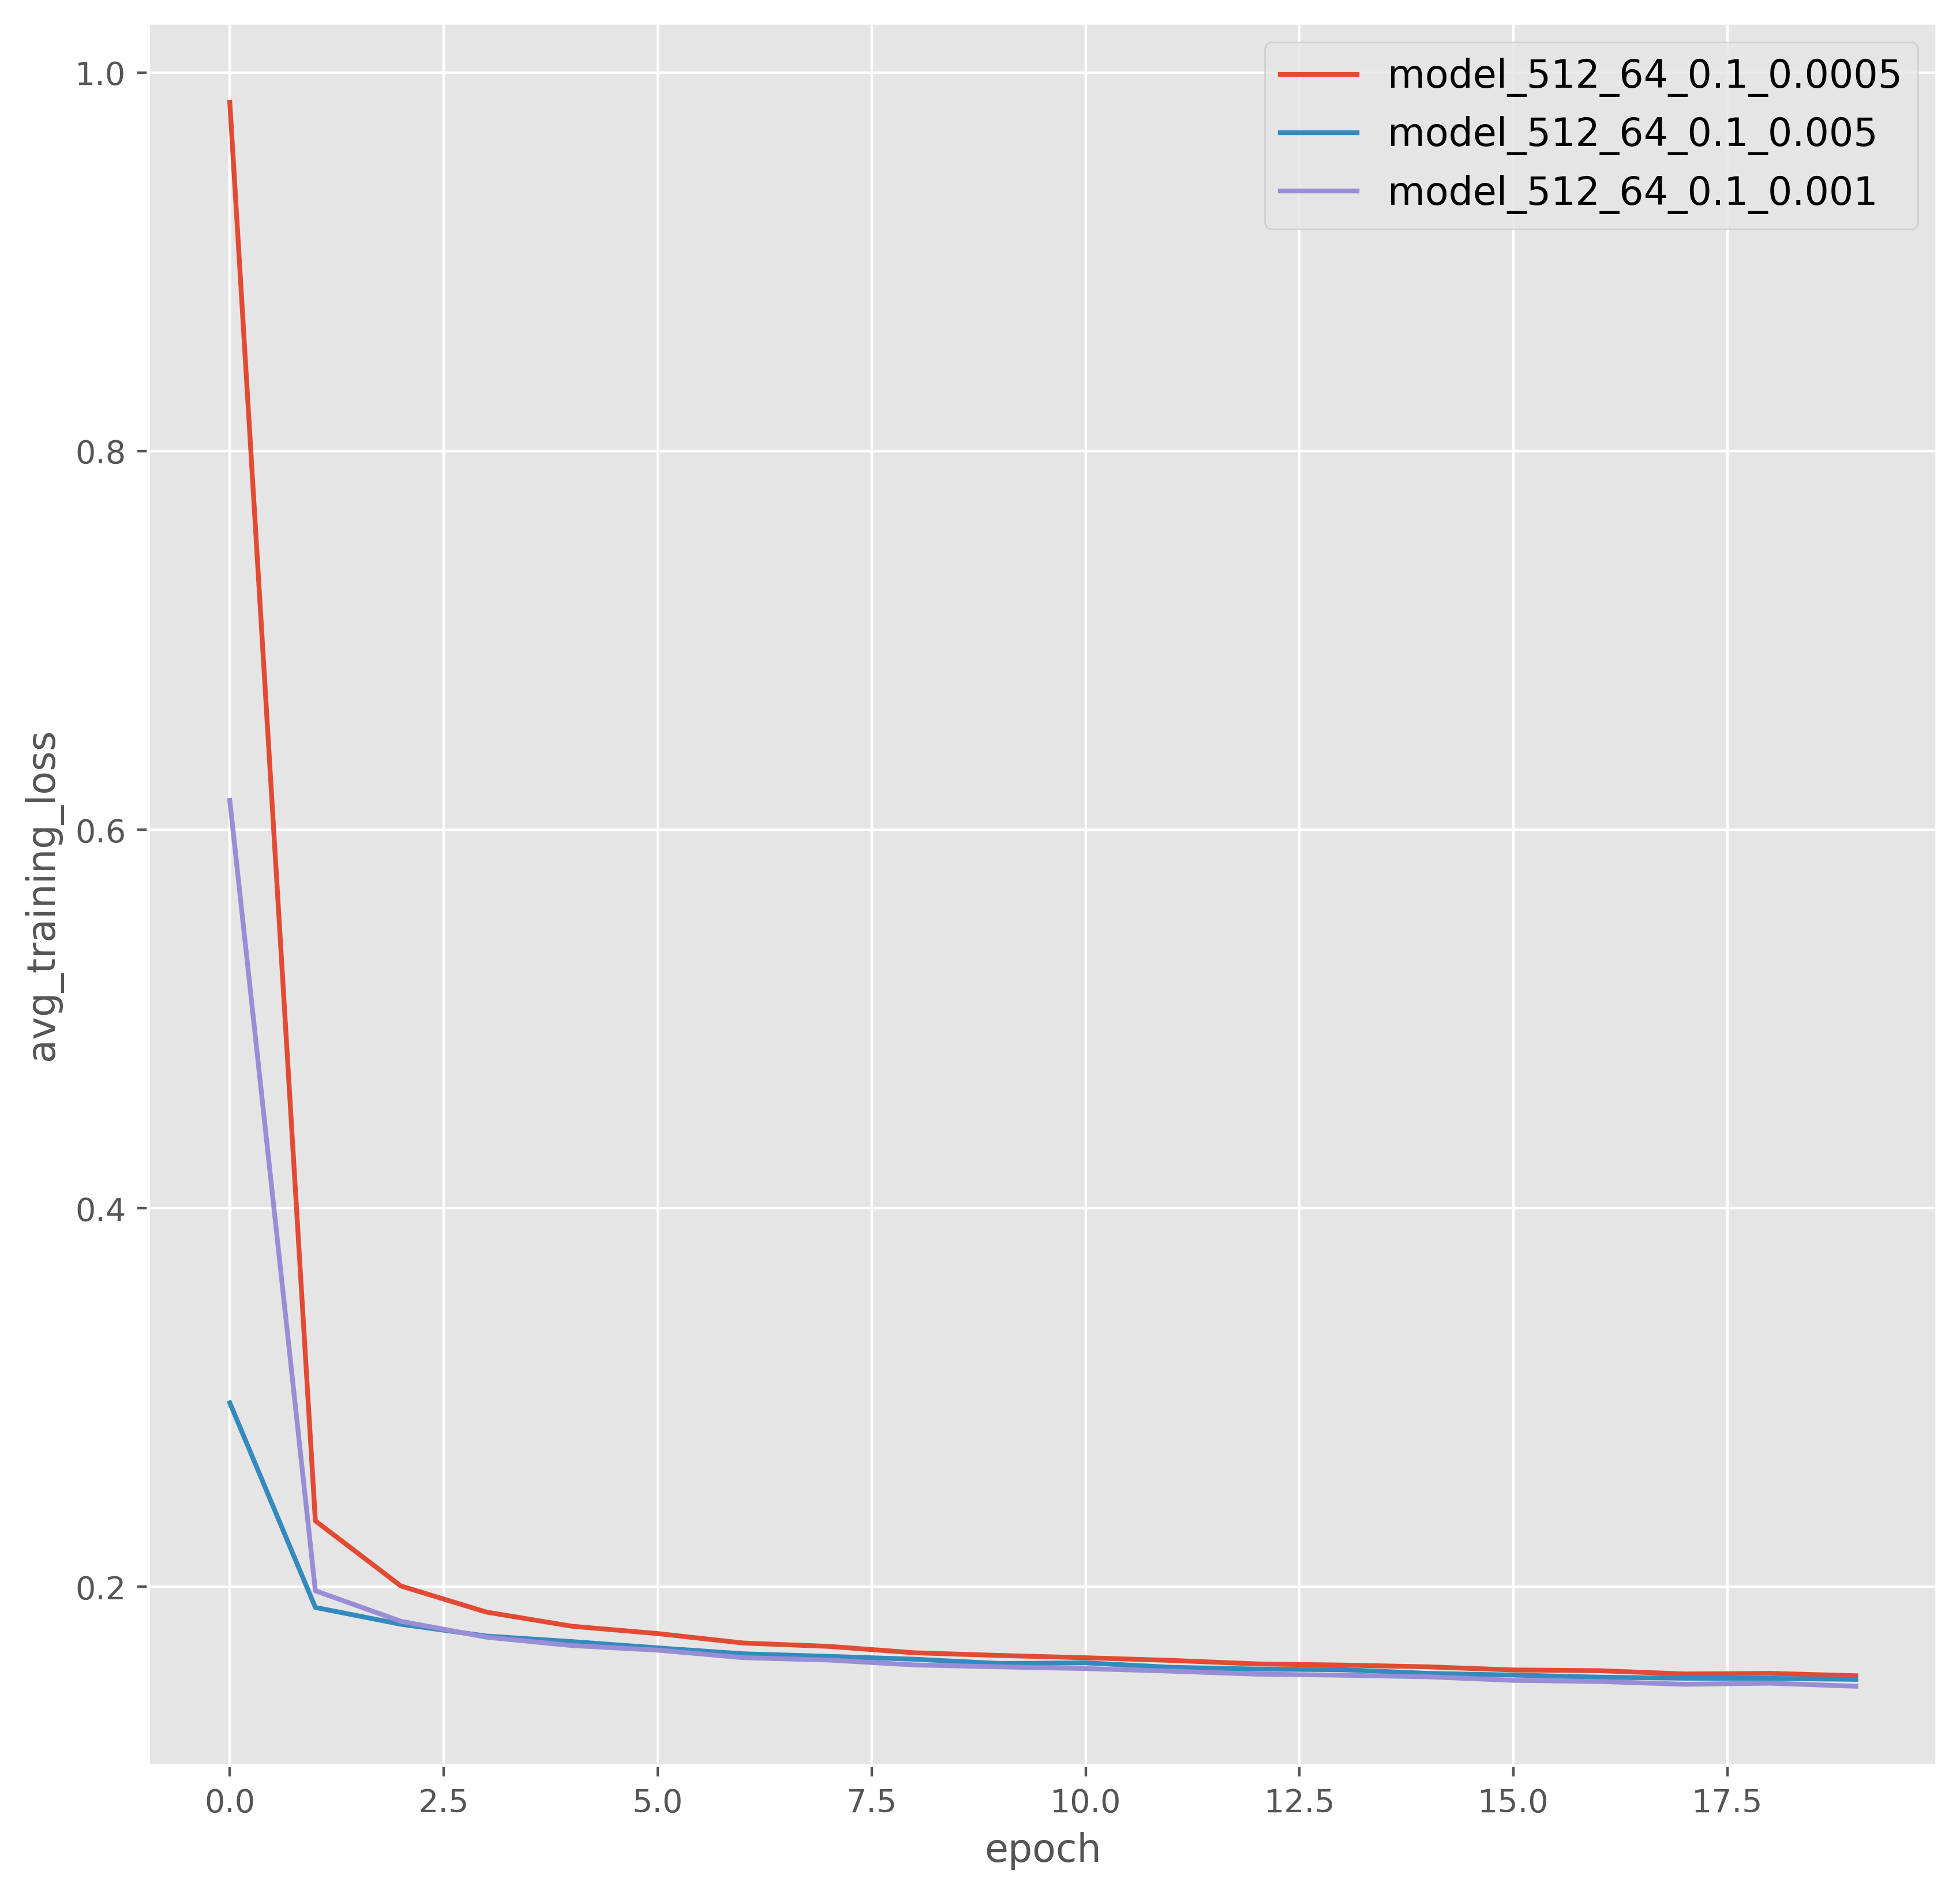 model_512_64_0.1_0.0005
model_512_64_0.1_0.005
model_512_64_0.1_0.001
avg_training_loss
1.0
0.8
0.6
0.4
0.2
0.0 2.5 5.0 7.5 10.0 12.5 15.0 17.5
epoch